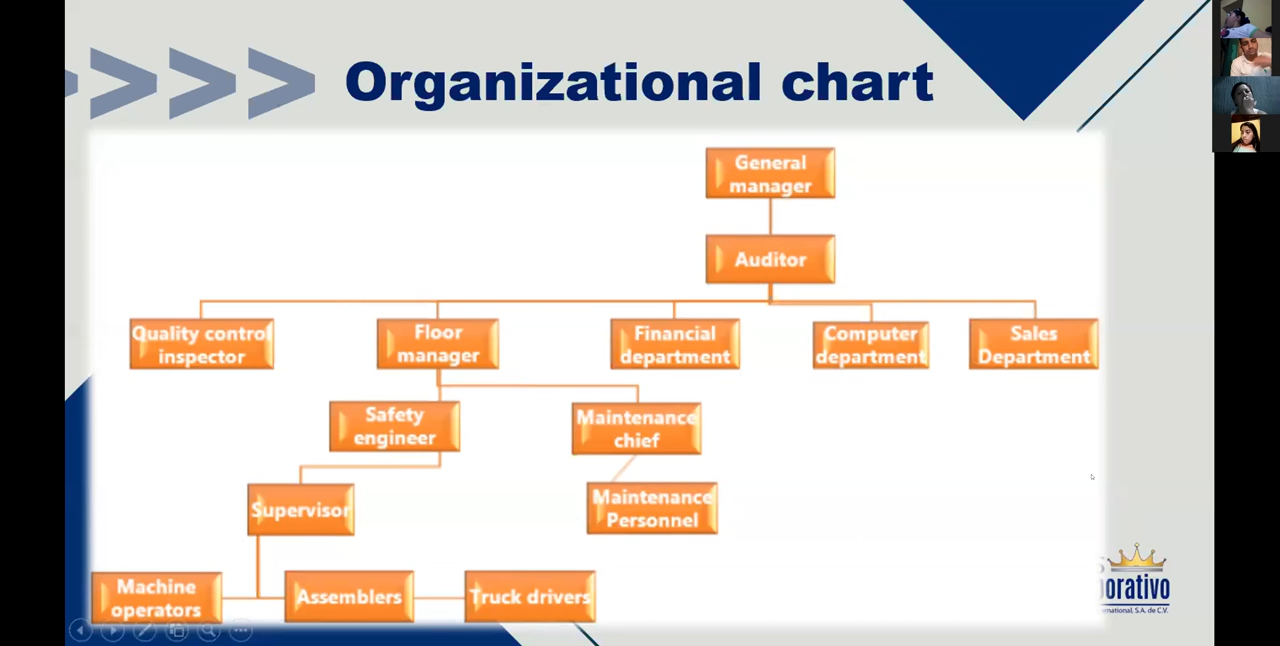 Organizational chart
General
manager
Auditor
Quality control
inspector
Floor
manager
Financial
department
Computer
department
Sales
Department
Safety
engineer
Maintenance
chief
Supervisor
Maintenance
Personnel
Machine
operators
Assemblers
Truck drivers
S.A. de C.V.